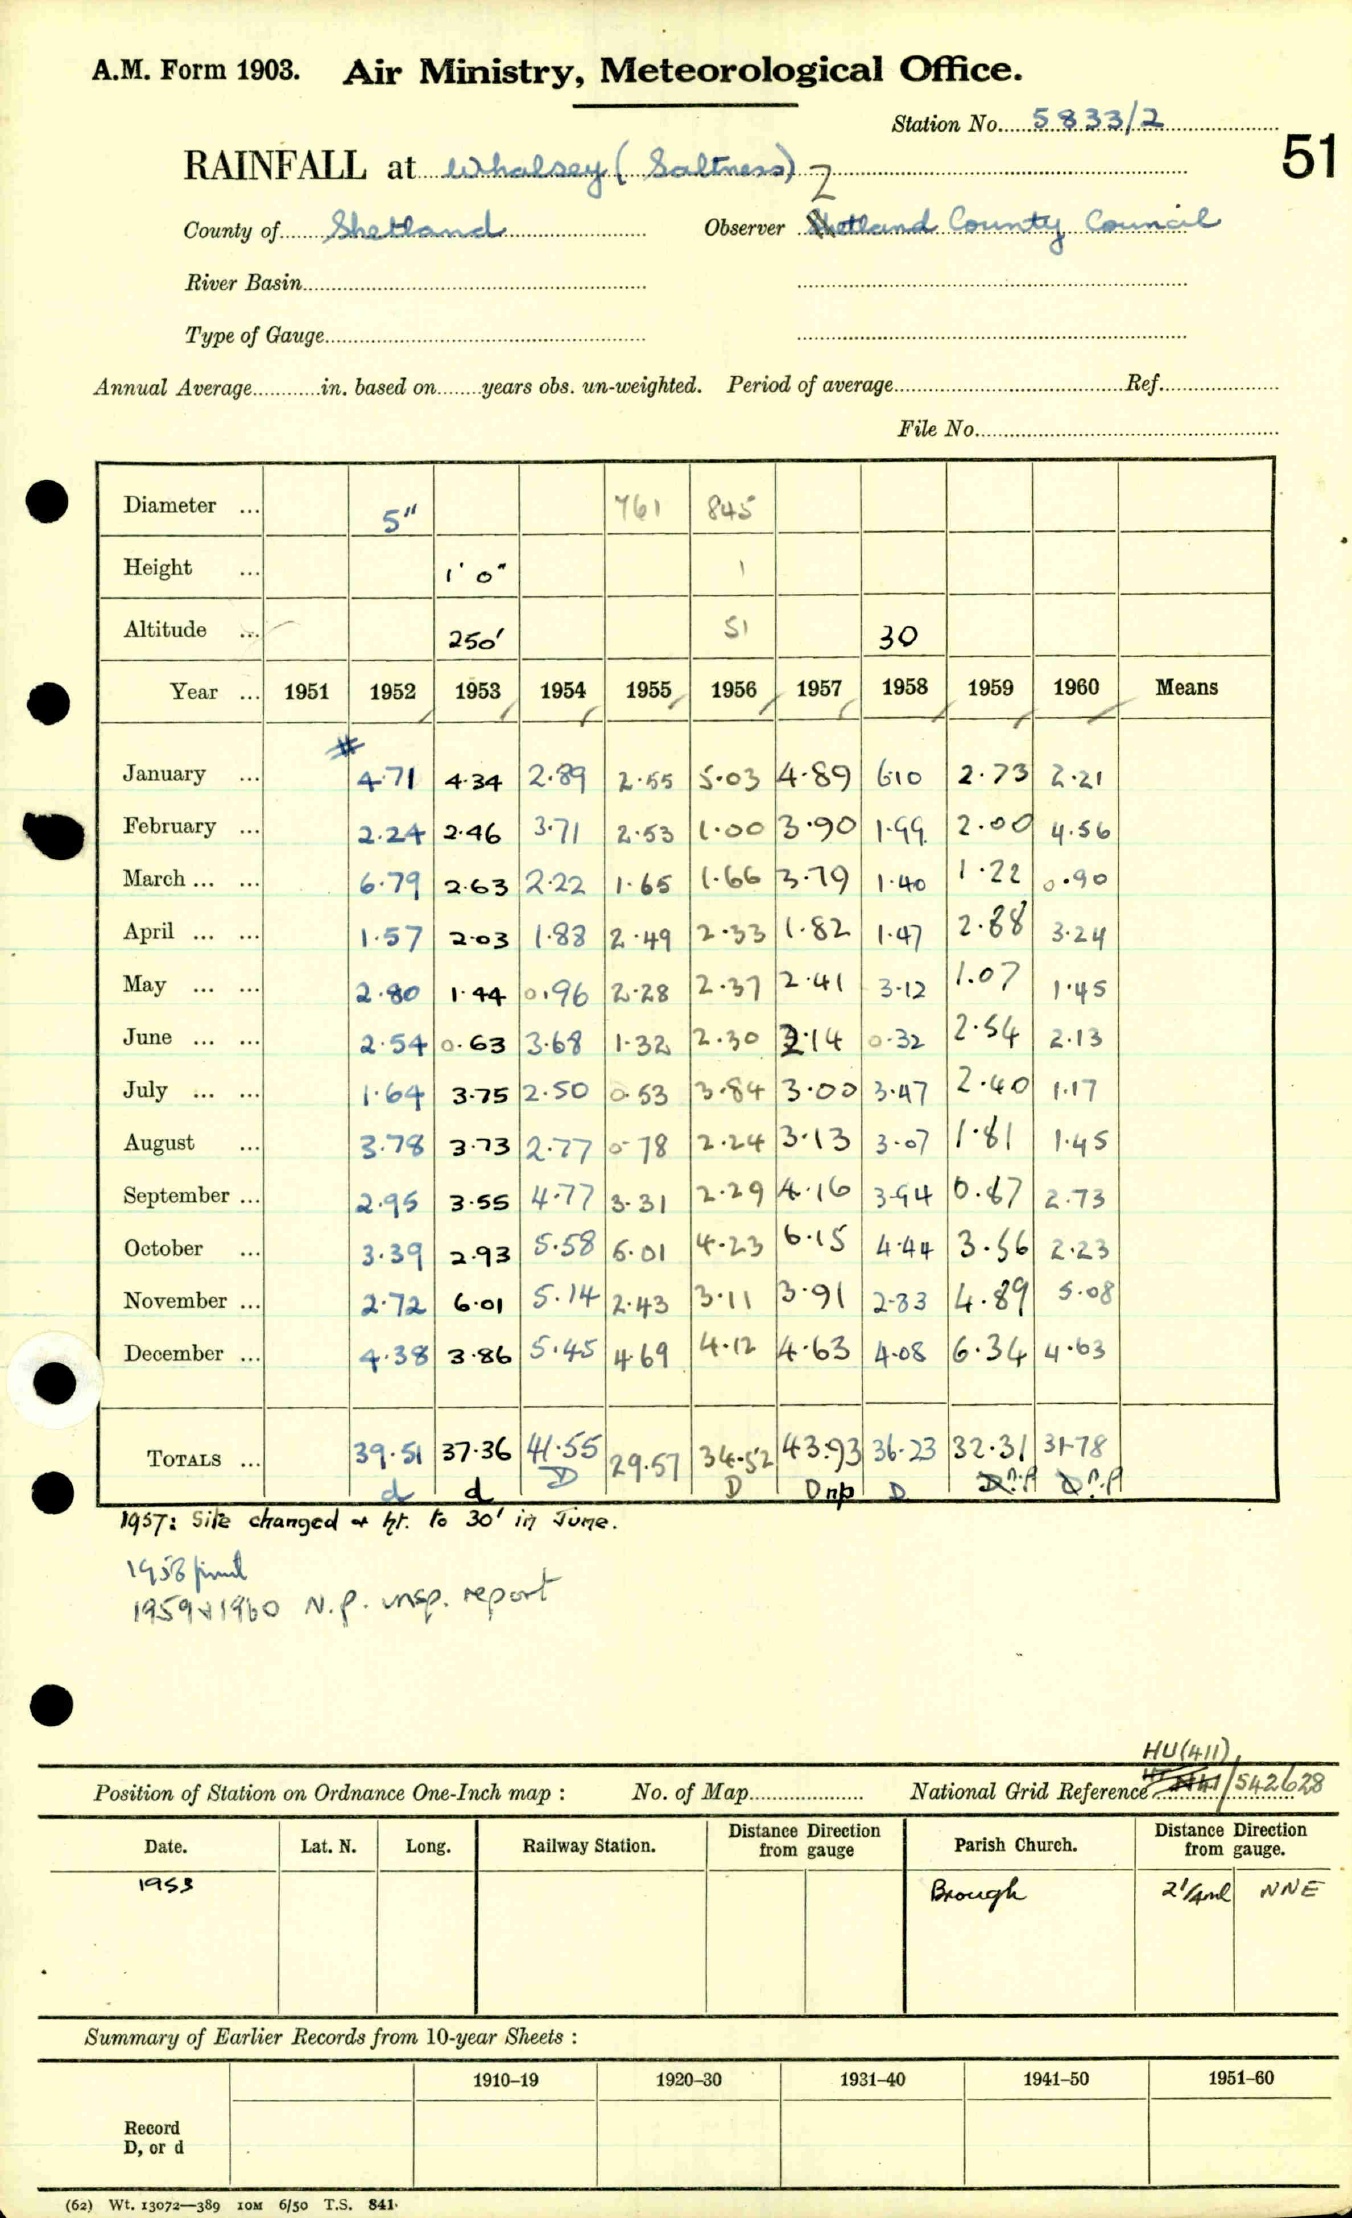 A.M. Form 1903. Air Ministry, Meteorological Office.
Station No. 5833/2
51
RAINFALL at Whalsey (Saltness) 2
County of Shetland Observer Shetland County Council
River Basin
Type of Gauge
Annual Average in. based on years obs. un-weighted. Period of average Ref.
File No.
Diameter ... 5" 761 845
Height ... 1' 0" 1
Altitude ... 250' 51 30
Year ... 1951 1952 1953 1954 1955 1956 1957 1958 1959 1960 Means
#
January ... 4.71 4.34 2.89 2.55 5.03 4.89 6.10 2.73 2.21
February ... 2.24 2.46 3.71 2.53 1.00 3.90 1.99 2.00 4.56
March ... ... 6.79 2.63 2.22 1.65 1.66 3.79 1.40 1.22 0.90
April ... ... 1.57 2.03 1.88 2.49 2.33 1.82 1.47 2.88 3.24
May ... ... 2.80 1.44 0.96 2.28 2.37 2.41 3.12 1.07 1.45
June ... ... 2.54 0.63 3.68 1.32 2.30 2.14 0.32 2.54 2.13
July ... ... 1.64 3.75 2.50 0.53 3.84 3.00 3.47 2.40 1.17
August ... 3.78 3.73 2.77 0.78 2.24 3.13 3.07 1.81 1.45
September ... 2.95 3.55 4.77 3.31 2.29 4.16 3.94 0.87 2.73
October ... 3.39 2.93 5.58 5.01 4.23 6.15 4.44 3.56 2.23
November ... 2.72 6.01 5.14 2.43 3.11 3.91 2.83 4.89 5.08
December ... 4.38 3.86 5.45 4.69 4.12 4.63 4.08 6.34 4.63
TOTALS ... 39.51 37.36 41.55 29.57 34.52 43.93 36.23 32.31 31.78
d d D D D np D D n.p D n.p
1957: Site changed & ht. to 30' in June.
1958
1959 & 1960 N.p. insp. report
HU(411)
Position of Station on Ordnance One-Inch map : No. of Map National Grid Reference /542628
Date. Lat. N. Long. Railway Station. Distance Direction from gauge Parish Church. Distance Direction from gauge.
1953 Brough 2 1/4 ml NNE
Summary of Earlier Records from 10-year Sheets :
1910–19 1920–30 1931–40 1941–50 1951–60
Record
D, or d
(62) Wt. 13072—389 10M 6/50 T.S. 841.